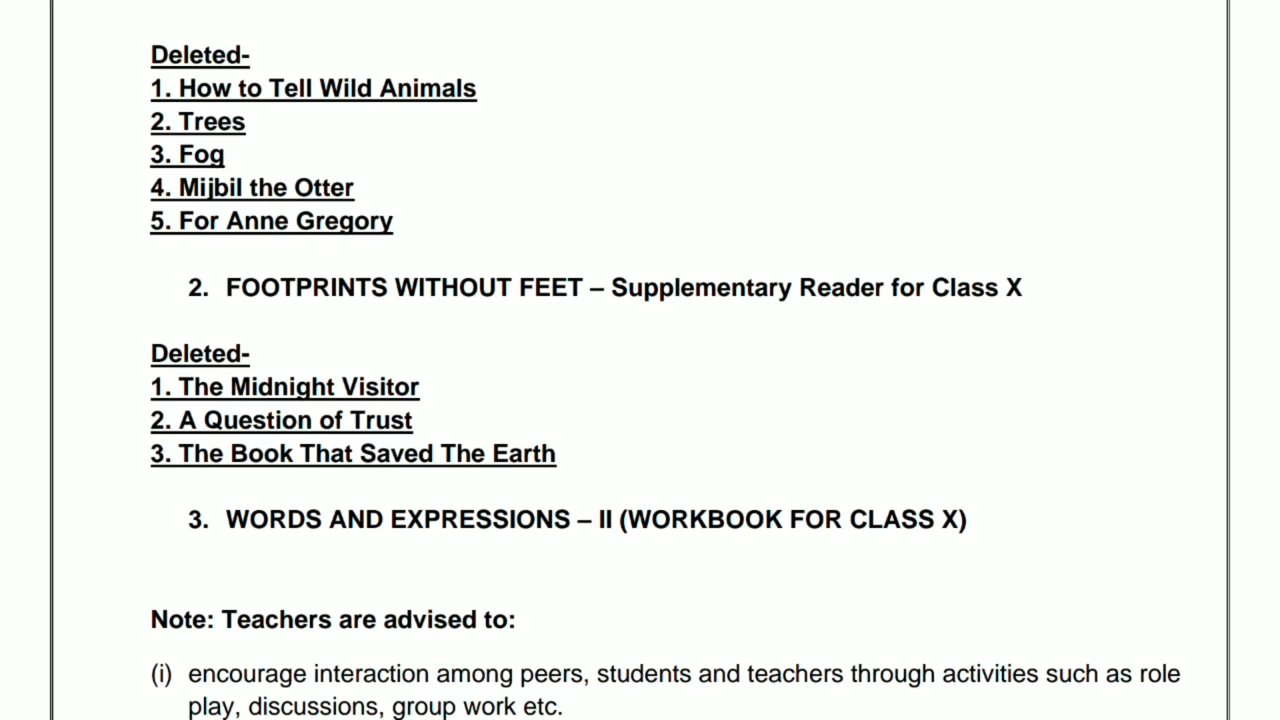 Deleted-
1. How to Tell Wild Animals
2. Trees
3. Fog
4. Mijbil the Otter
5. For Anne Gregory
2. FOOTPRINTS WITHOUT FEET – Supplementary Reader for Class X
Deleted-
1. The Midnight Visitor
2. A Question of Trust
3. The Book That Saved The Earth
3. WORDS AND EXPRESSIONS – II (WORKBOOK FOR CLASS X)
Note: Teachers are advised to:
(i) encourage interaction among peers, students and teachers through activities such as role
play, discussions, group work etc.